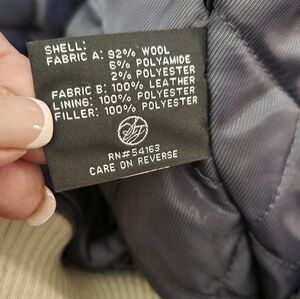 SHELL:
FABRIC A: 92% WOOL
6% POLYAMIDE
2% POLYESTER
FABRIC B: 100% LEATHER
LINING: 100% POLYESTER
FILLER: 100% POLYESTER
RN#54163
CARE ON REVERSE